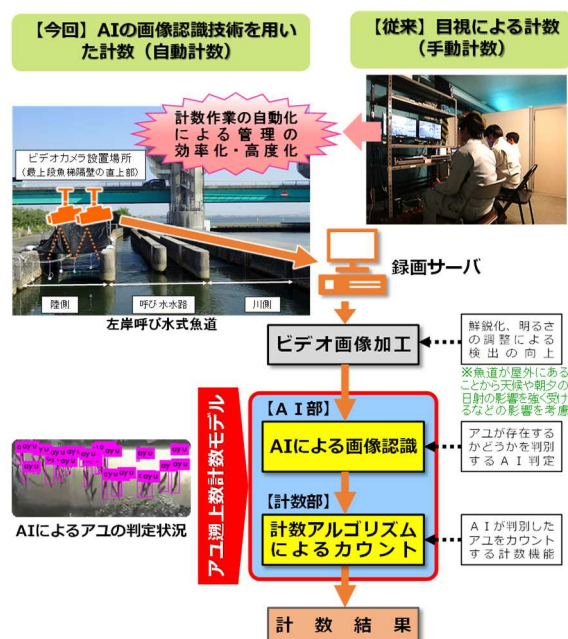 【今回】AIの画像認識技術を用い
た計数（自動計数）
【従来】目視による計数
（手動計数）
計数作業の自動化
による管理の
効率化・高度化
ビデオカメラ設置場所
（最上段魚梯隔壁の直上部）
陸側
呼び水水路
川側
左岸呼び水式魚道
録画サーバ
ビデオ画像加工
鮮鋭化、明るさ
の調整による
検出の向上
※魚道が屋外にある
ことから天候や朝夕の
日射の影響を強く受け
るなどの影響を考慮
アユ遡上数計数モデル
【ＡＩ部】
AIによる画像認識
アユが存在する
かどうかを判別
するＡＩ判定
ayu ayu ayu ayu ayu ayu ayu ayu
AIによるアユの判定状況
【計数部】
計数アルゴリズム
によるカウント
ＡＩが判別した
アユをカウント
する計数機能
計数結果